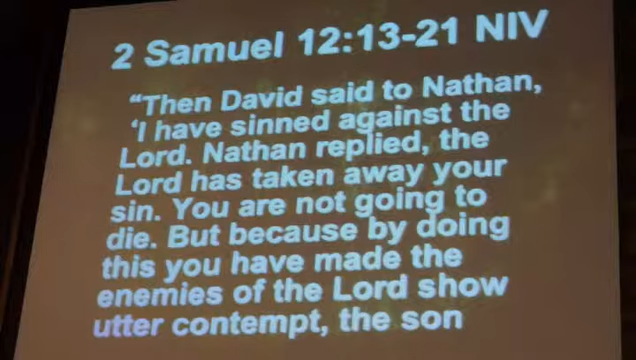 2 Samuel 12:13-21 NIV
“Then David said to Nathan,
‘I have sinned against the
Lord. Nathan replied, the
Lord has taken away your
sin. You are not going to
die. But because by doing
this you have made the
enemies of the Lord show
utter contempt, the son